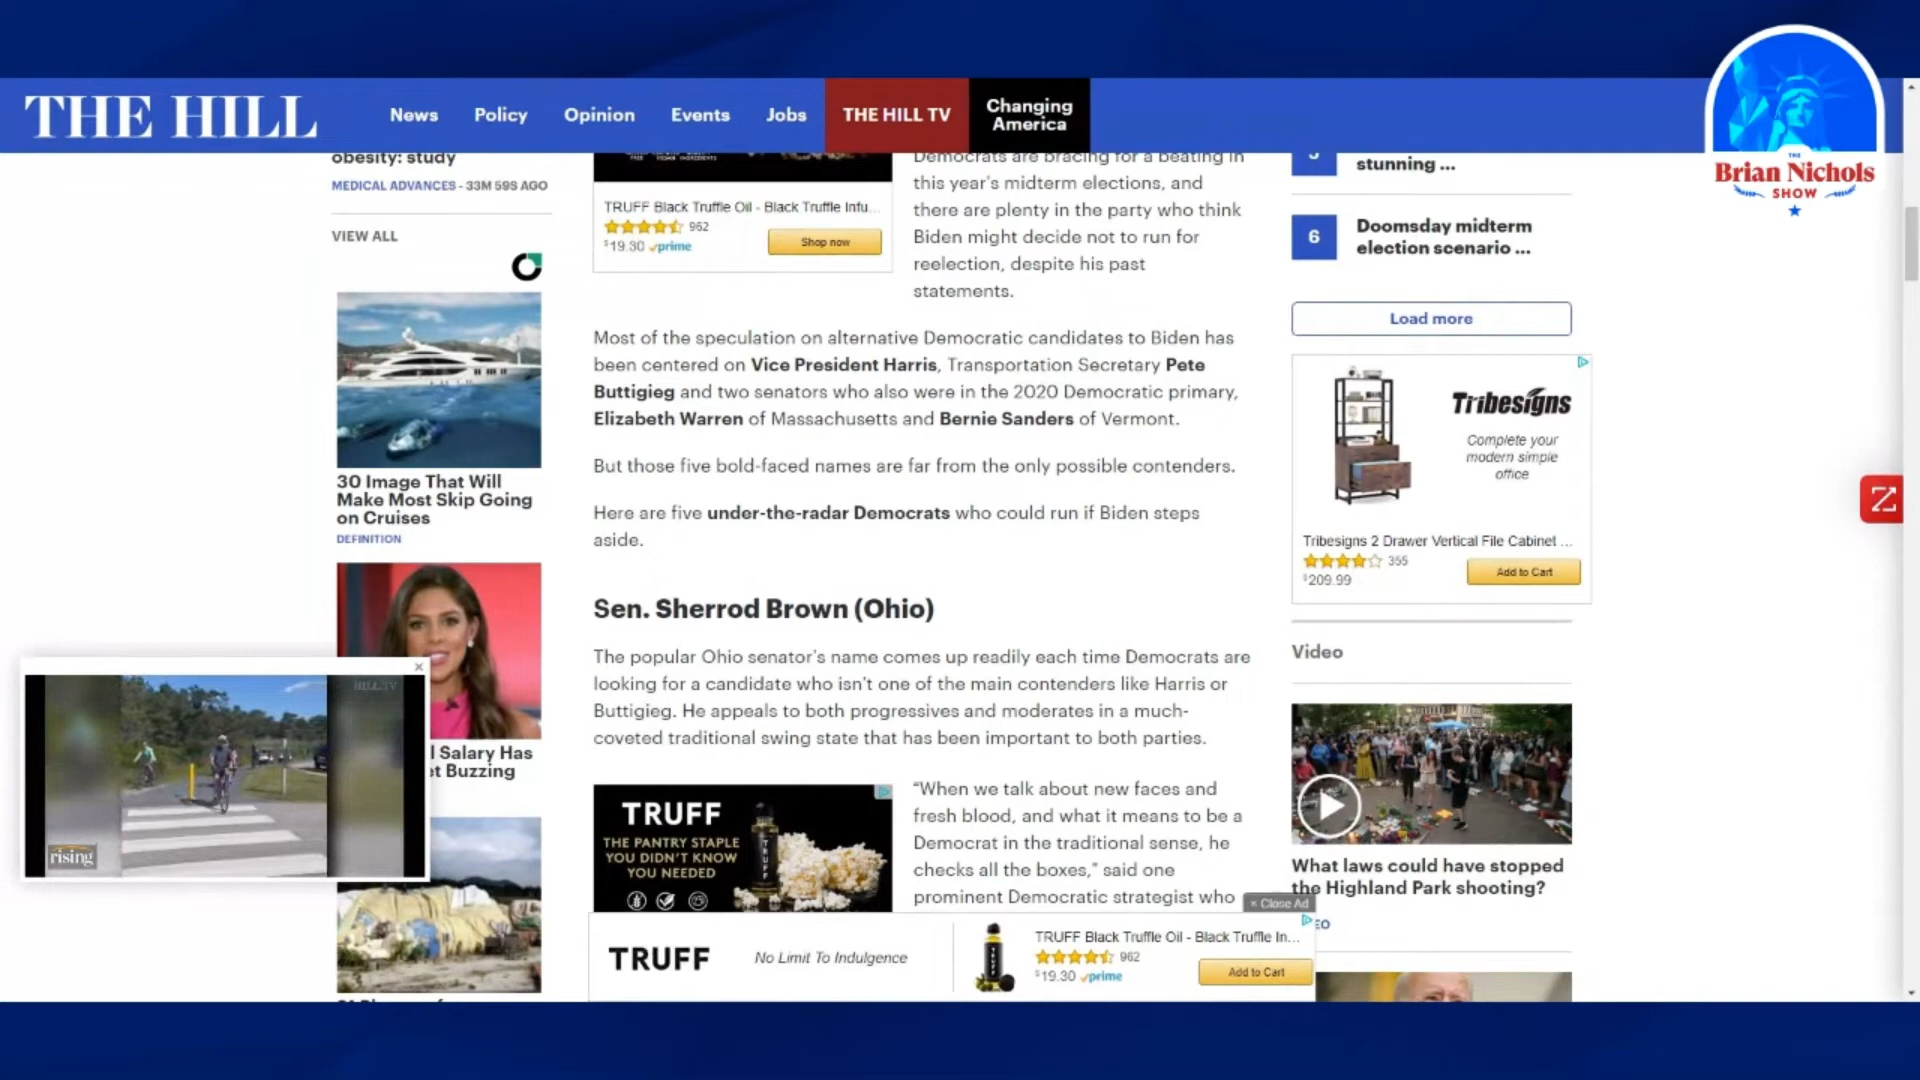 THE HILL
News
Policy
Opinion
Events
Jobs
THE HILL TV
Changing
America
THE
Brian Nichols
SHOW
obesity: study
MEDICAL ADVANCES - 33M 59S AGO
VIEW ALL
30 Image That Will
Make Most Skip Going
on Cruises
DEFINITION
l Salary Has
et Buzzing
HILL.TV
rising
TRUFF Black Truffle Oil - Black Truffle Infu...
962
$19.30 prime
Shop now
Democrats are bracing for a beating in
this year's midterm elections, and
there are plenty in the party who think
Biden might decide not to run for
reelection, despite his past
statements.
Most of the speculation on alternative Democratic candidates to Biden has
been centered on Vice President Harris, Transportation Secretary Pete
Buttigieg and two senators who also were in the 2020 Democratic primary,
Elizabeth Warren of Massachusetts and Bernie Sanders of Vermont.
But those five bold-faced names are far from the only possible contenders.
Here are five under-the-radar Democrats who could run if Biden steps
aside.
Sen. Sherrod Brown (Ohio)
The popular Ohio senator's name comes up readily each time Democrats are
looking for a candidate who isn't one of the main contenders like Harris or
Buttigieg. He appeals to both progressives and moderates in a much-
coveted traditional swing state that has been important to both parties.
TRUFF
THE PANTRY STAPLE
YOU DIDN'T KNOW
YOU NEEDED
TRUFF
"When we talk about new faces and
fresh blood, and what it means to be a
Democrat in the traditional sense, he
checks all the boxes," said one
prominent Democratic strategist who
× Close Ad
TRUFF
No Limit To Indulgence
TRUFF Black Truffle Oil - Black Truffle In...
962
$19.30 prime
Add to Cart
stunning ...
6
Doomsday midterm
election scenario ...
Load more
Tribesigns
Complete your
modern simple
office
Tribesigns 2 Drawer Vertical File Cabinet ...
355
$209.99
Add to Cart
Video
What laws could have stopped
the Highland Park shooting?
EO